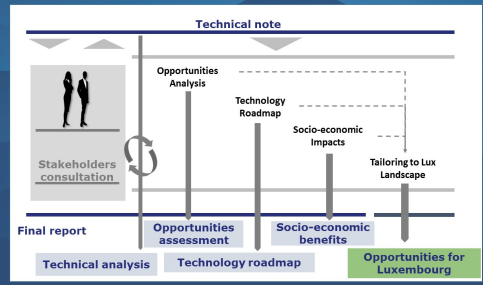 Technical note
Opportunities
Analysis
Technology
Roadmap
Socio-economic
Impacts
Stakeholders
consultation
Tailoring to Lux
Landscape
Final report
Opportunities
assessment
Socio-economic
benefits
Technical analysis
Technology roadmap
Opportunities for
Luxembourg